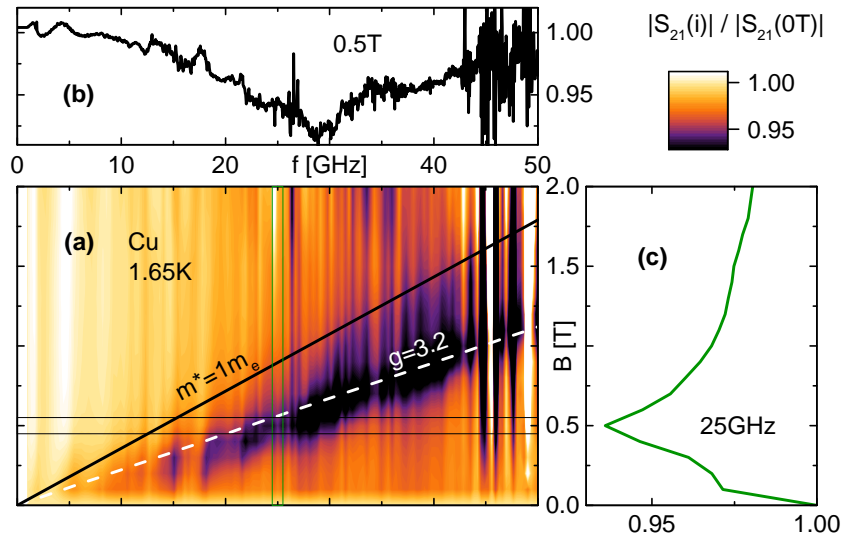 |S₂₁(i)| / |S₂₁(0T)|
(b)
0.5T
1.00
0.95
1.00
0.95
0 10 20 30 40 50
f [GHz]
(a)
Cu
1.65K
m*=1mₑ
g=3.2
2.0
1.5
1.0
0.5
0.0
B [T]
(c)
25GHz
0.95 1.00